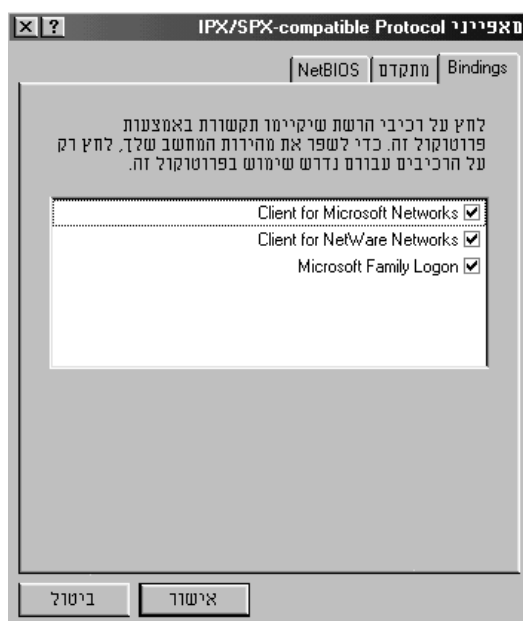 מאפייני IPX/SPX-compatible Protocol
Bindings
מתקדם
NetBIOS
לחץ על רכיבי הרשת שיקיימו תקשורת באמצעות
פרוטוקול זה. כדי לשפר את מהירות המחשב שלך, לחץ רק
על הרכיבים עבורם נדרש שימוש בפרוטוקול זה.
Client for Microsoft Networks
Client for NetWare Networks
Microsoft Family Logon
אישור
ביטול